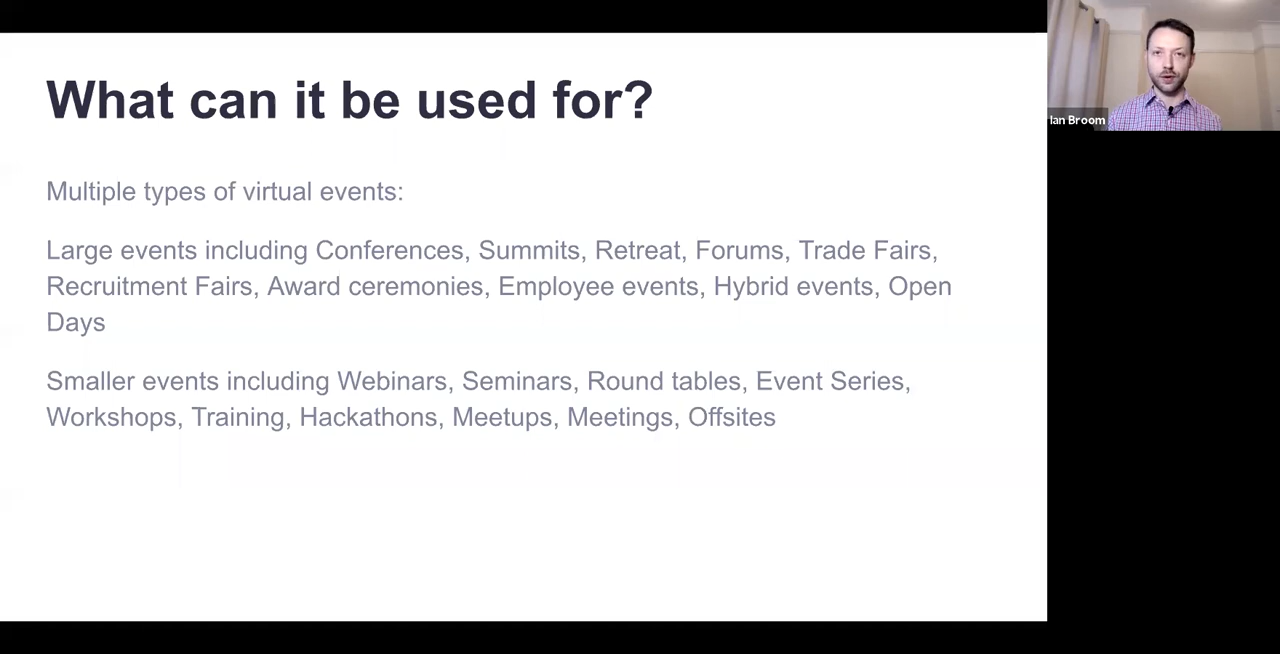 What can it be used for?
Multiple types of virtual events:
Large events including Conferences, Summits, Retreat, Forums, Trade Fairs,
Recruitment Fairs, Award ceremonies, Employee events, Hybrid events, Open
Days
Smaller events including Webinars, Seminars, Round tables, Event Series,
Workshops, Training, Hackathons, Meetups, Meetings, Offsites
Ian Broom